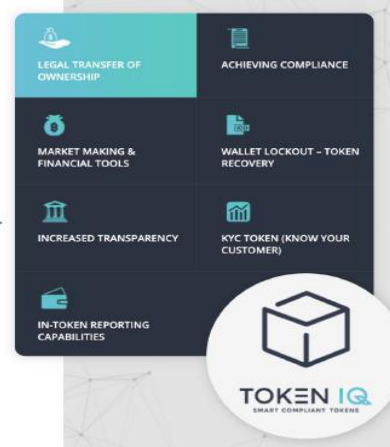 LEGAL TRANSFER OF
OWNERSHIP
ACHIEVING COMPLIANCE
MARKET MAKING &
FINANCIAL TOOLS
WALLET LOCKOUT – TOKEN
RECOVERY
INCREASED TRANSPARENCY
KYC TOKEN (KNOW YOUR
CUSTOMER)
IN-TOKEN REPORTING
CAPABILITIES
TOKEN IQ
SMART COMPLIANT TOKENS